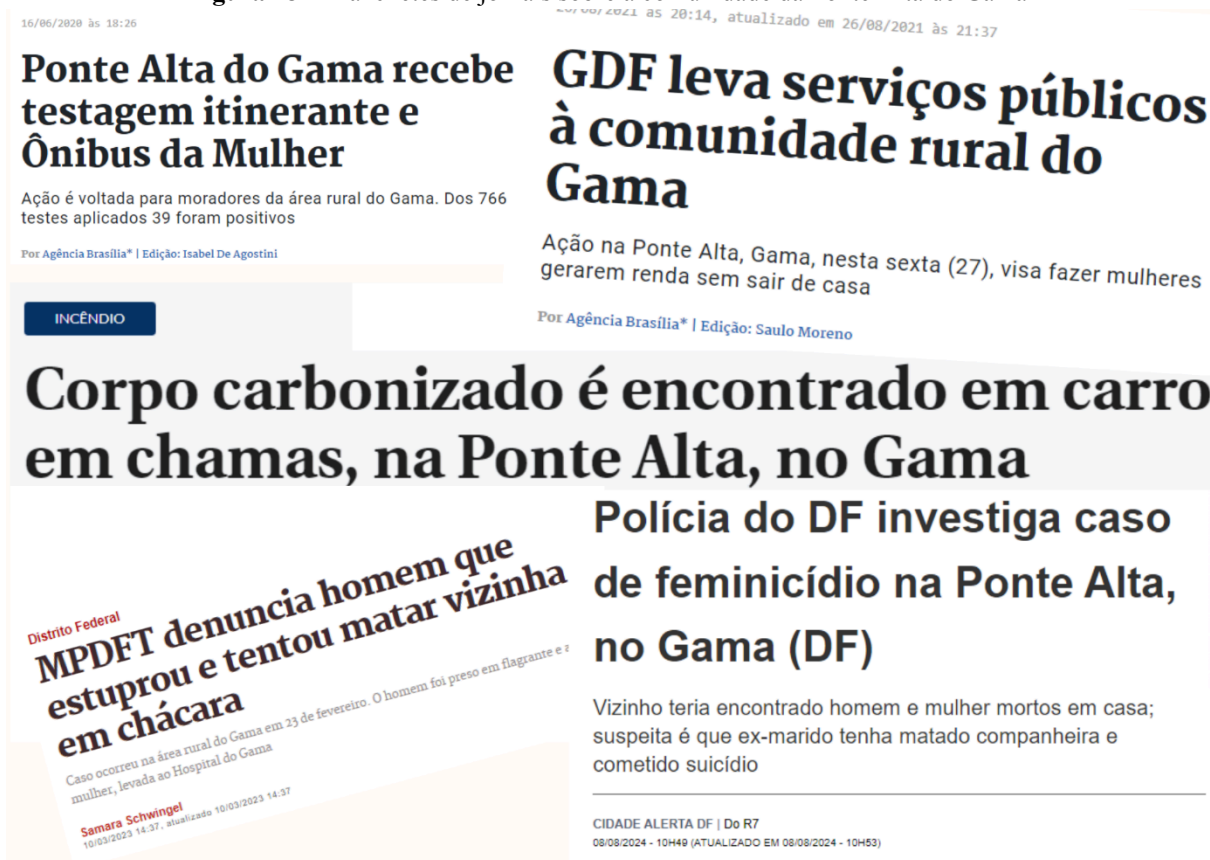 16/06/2020 às 18:26
Ponte Alta do Gama recebe
testagem itinerante e
Ônibus da Mulher
Ação é voltada para moradores da área rural do Gama. Dos 766
testes aplicados 39 foram positivos
Por Agência Brasília* | Edição: Isabel De Agostini
às 20:14, atualizado em 26/08/2021 às 21:37
GDF leva serviços públicos
à comunidade rural do
Gama
Ação na Ponte Alta, Gama, nesta sexta (27), visa fazer mulheres
gerarem renda sem sair de casa
Por Agência Brasília* | Edição: Saulo Moreno
INCÊNDIO
Corpo carbonizado é encontrado em carro
em chamas, na Ponte Alta, no Gama
Distrito Federal
MPDFT denuncia homem que
estuprou e tentou matar vizinha
em chácara
Caso ocorreu na área rural do Gama em 23 de fevereiro. O homem foi preso em flagrante e a
mulher, levada ao Hospital do Gama
Samara Schwingel
10/03/2023 14:37, atualizado 10/03/2023 14:37
Polícia do DF investiga caso
de feminicídio na Ponte Alta,
no Gama (DF)
Vizinho teria encontrado homem e mulher mortos em casa;
suspeita é que ex-marido tenha matado companheira e
cometido suicídio
CIDADE ALERTA DF | Do R7
08/08/2024 - 10H49 (ATUALIZADO EM 08/08/2024 - 10H53)